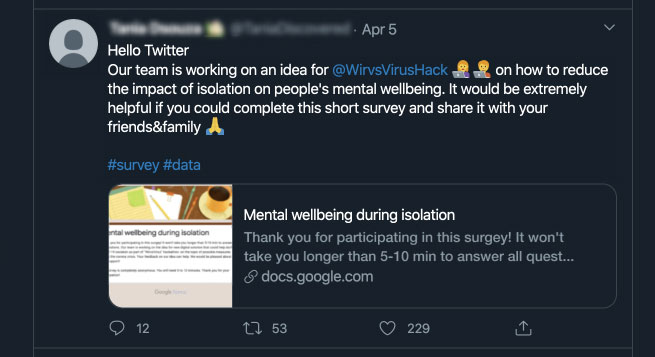 · Apr 5
Hello Twitter
Our team is working on an idea for @WirvsVirusHack 👩‍💻 👩‍💻 on how to reduce
the impact of isolation on people's mental wellbeing. It would be extremely
helpful if you could complete this short survey and share it with your
friends&family 🙏
#survey #data
ntal wellbeing during isolation
Google Forms
Mental wellbeing during isolation
Thank you for participating in this surgey! It won't
take you longer than 5-10 min to answer all quest...
docs.google.com
12
53
229